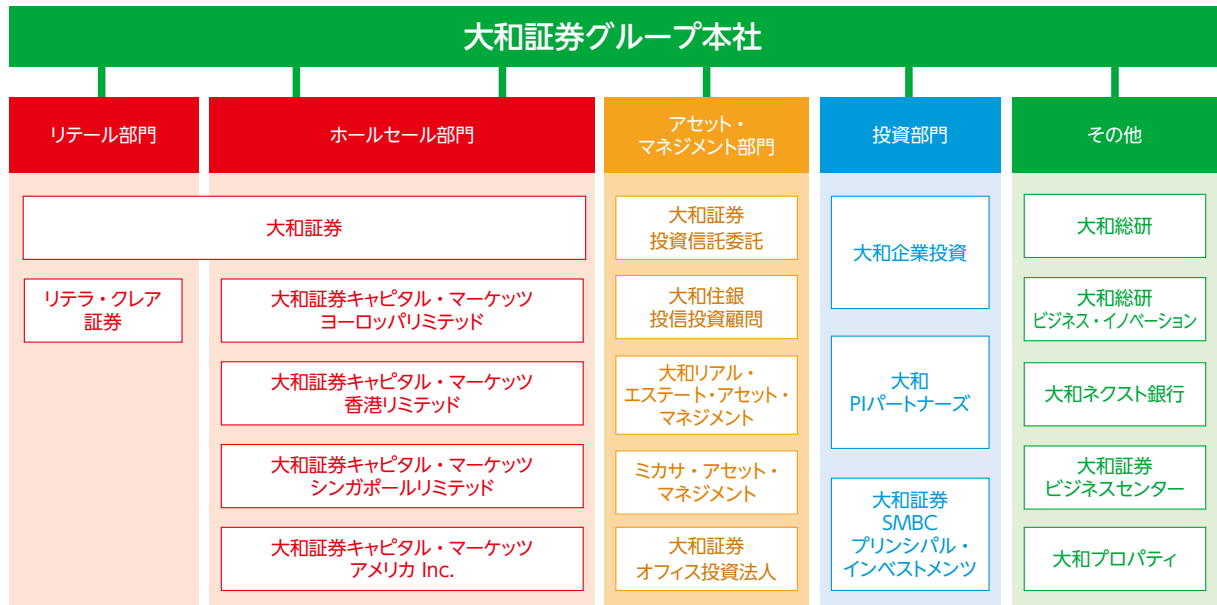 大和証券グループ本社
リテール部門
ホールセール部門
アセット・
マネジメント部門
投資部門
その他
大和証券
リテラ・クレア
証券
大和証券キャピタル・マーケッツ
ヨーロッパリミテッド
大和証券キャピタル・マーケッツ
香港リミテッド
大和証券キャピタル・マーケッツ
シンガポールリミテッド
大和証券キャピタル・マーケッツ
アメリカ Inc.
大和証券
投資信託委託
大和住銀
投信投資顧問
大和リアル・
エステート・アセット・
マネジメント
ミカサ・アセット・
マネジメント
大和証券
オフィス投資法人
大和企業投資
大和
PIパートナーズ
大和証券
SMBC
プリンシパル・
インベストメンツ
大和総研
大和総研
ビジネス・イノベーション
大和ネクスト銀行
大和証券
ビジネスセンター
大和プロパティ